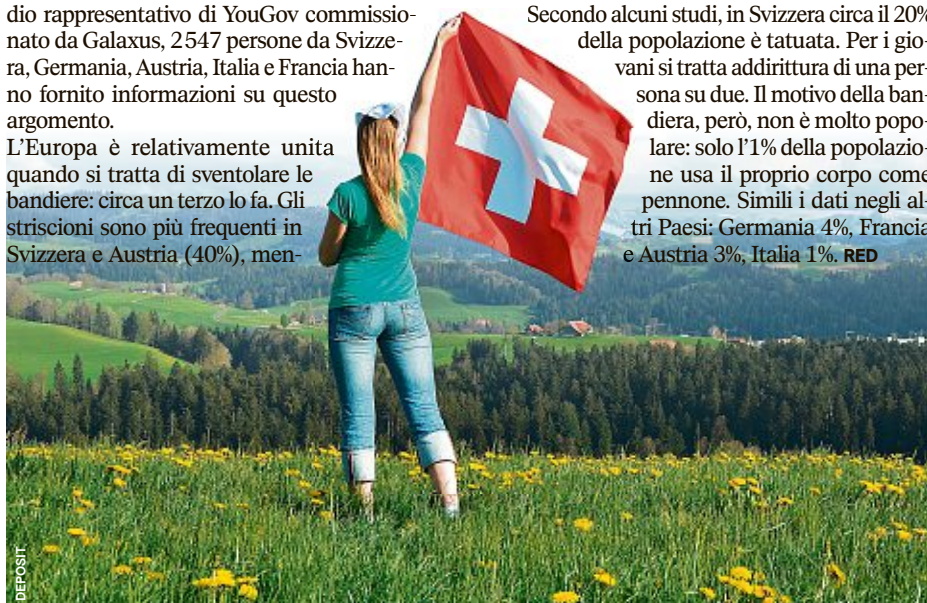 dio rappresentativo di YouGov commissio-
nato da Galaxus, 2547 persone da Svizze-
ra, Germania, Austria, Italia e Francia han-
no fornito informazioni su questo
argomento.
L'Europa è relativamente unita
quando si tratta di sventolare le
bandiere: circa un terzo lo fa. Gli
striscioni sono più frequenti in
Svizzera e Austria (40%), men-
Secondo alcuni studi, in Svizzera circa il 20%
della popolazione è tatuata. Per i gio-
vani si tratta addirittura di una per-
sona su due. Il motivo della ban-
diera, però, non è molto popo-
lare: solo l'1% della popolazio-
ne usa il proprio corpo come
pennone. Simili i dati negli al-
tri Paesi: Germania 4%, Francia
e Austria 3%, Italia 1%. RED
DEPOSIT